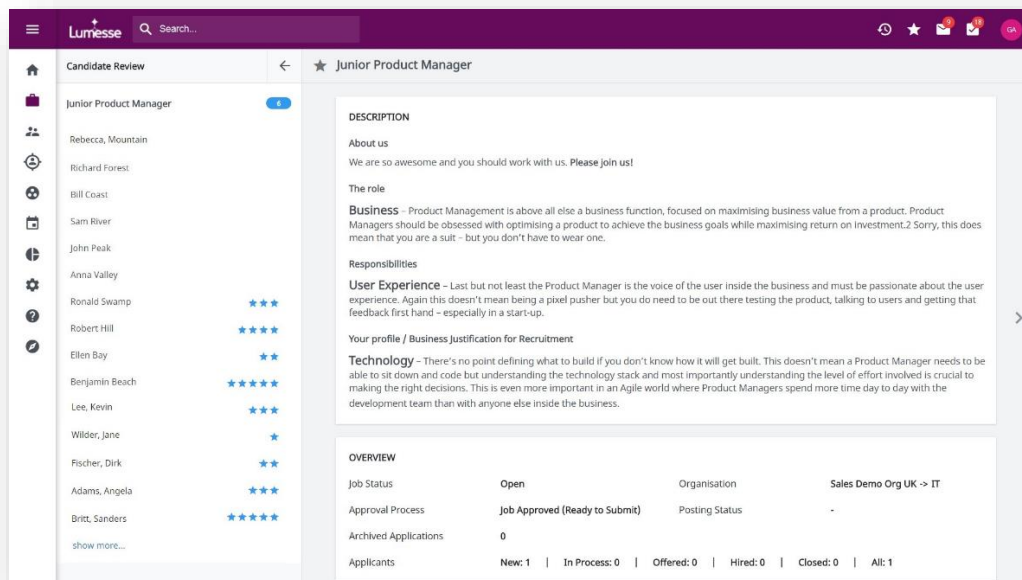 Lumesse
Search...
9
18
GA
Candidate Review
Junior Product Manager
Junior Product Manager
6
Rebecca, Mountain
Richard Forest
Bill Coast
Sam River
John Peak
Anna Valley
Ronald Swamp
Robert Hill
Ellen Bay
Benjamin Beach
Lee, Kevin
Wilder, Jane
Fischer, Dirk
Adams, Angela
Britt, Sanders
show more...
DESCRIPTION
About us
We are so awesome and you should work with us. Please join us!
The role
Business – Product Management is above all else a business function, focused on maximising business value from a product. Product
Managers should be obsessed with optimising a product to achieve the business goals while maximising return on investment.2 Sorry, this does
mean that you are a suit – but you don't have to wear one.
Responsibilities
User Experience – Last but not least the Product Manager is the voice of the user inside the business and must be passionate about the user
experience. Again this doesn't mean being a pixel pusher but you do need to be out there testing the product, talking to users and getting that
feedback first hand – especially in a start-up.
Your profile / Business Justification for Recruitment
Technology – There's no point defining what to build if you don't know how it will get built. This doesn't mean a Product Manager needs to be
able to sit down and code but understanding the technology stack and most importantly understanding the level of effort involved is crucial to
making the right decisions. This is even more important in an Agile world where Product Managers spend more time day to day with the
development team than with anyone else inside the business.
OVERVIEW
Job Status Open Organisation Sales Demo Org UK -> IT
Approval Process Job Approved (Ready to Submit) Posting Status -
Archived Applications 0
Applicants New: 1 | In Process: 0 | Offered: 0 | Hired: 0 | Closed: 0 | All: 1